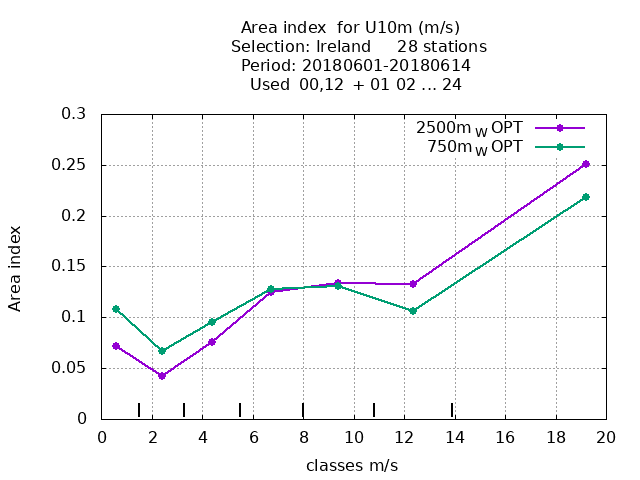 Area index  for U10m (m/s)
Selection: Ireland     28 stations
Period: 20180601-20180614
Used  00,12  + 01 02 ... 24
2500m W OPT
750m W OPT
0.3
0.25
0.2
0.15
0.1
0.05
0
Area index
0 2 4 6 8 10 12 14 16 18 20
classes m/s